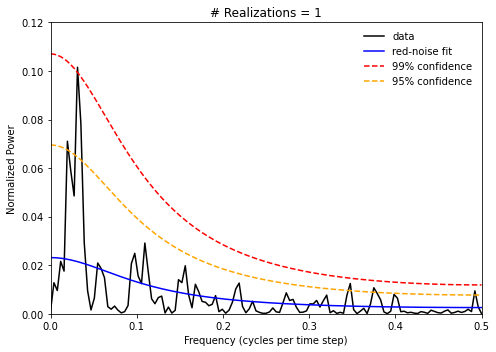 # Realizations = 1
0.12
0.10
0.08
0.06
0.04
0.02
0.00
Normalized Power
data
red-noise fit
99% confidence
95% confidence
0.0
0.1
0.2
0.3
0.4
0.5
Frequency (cycles per time step)